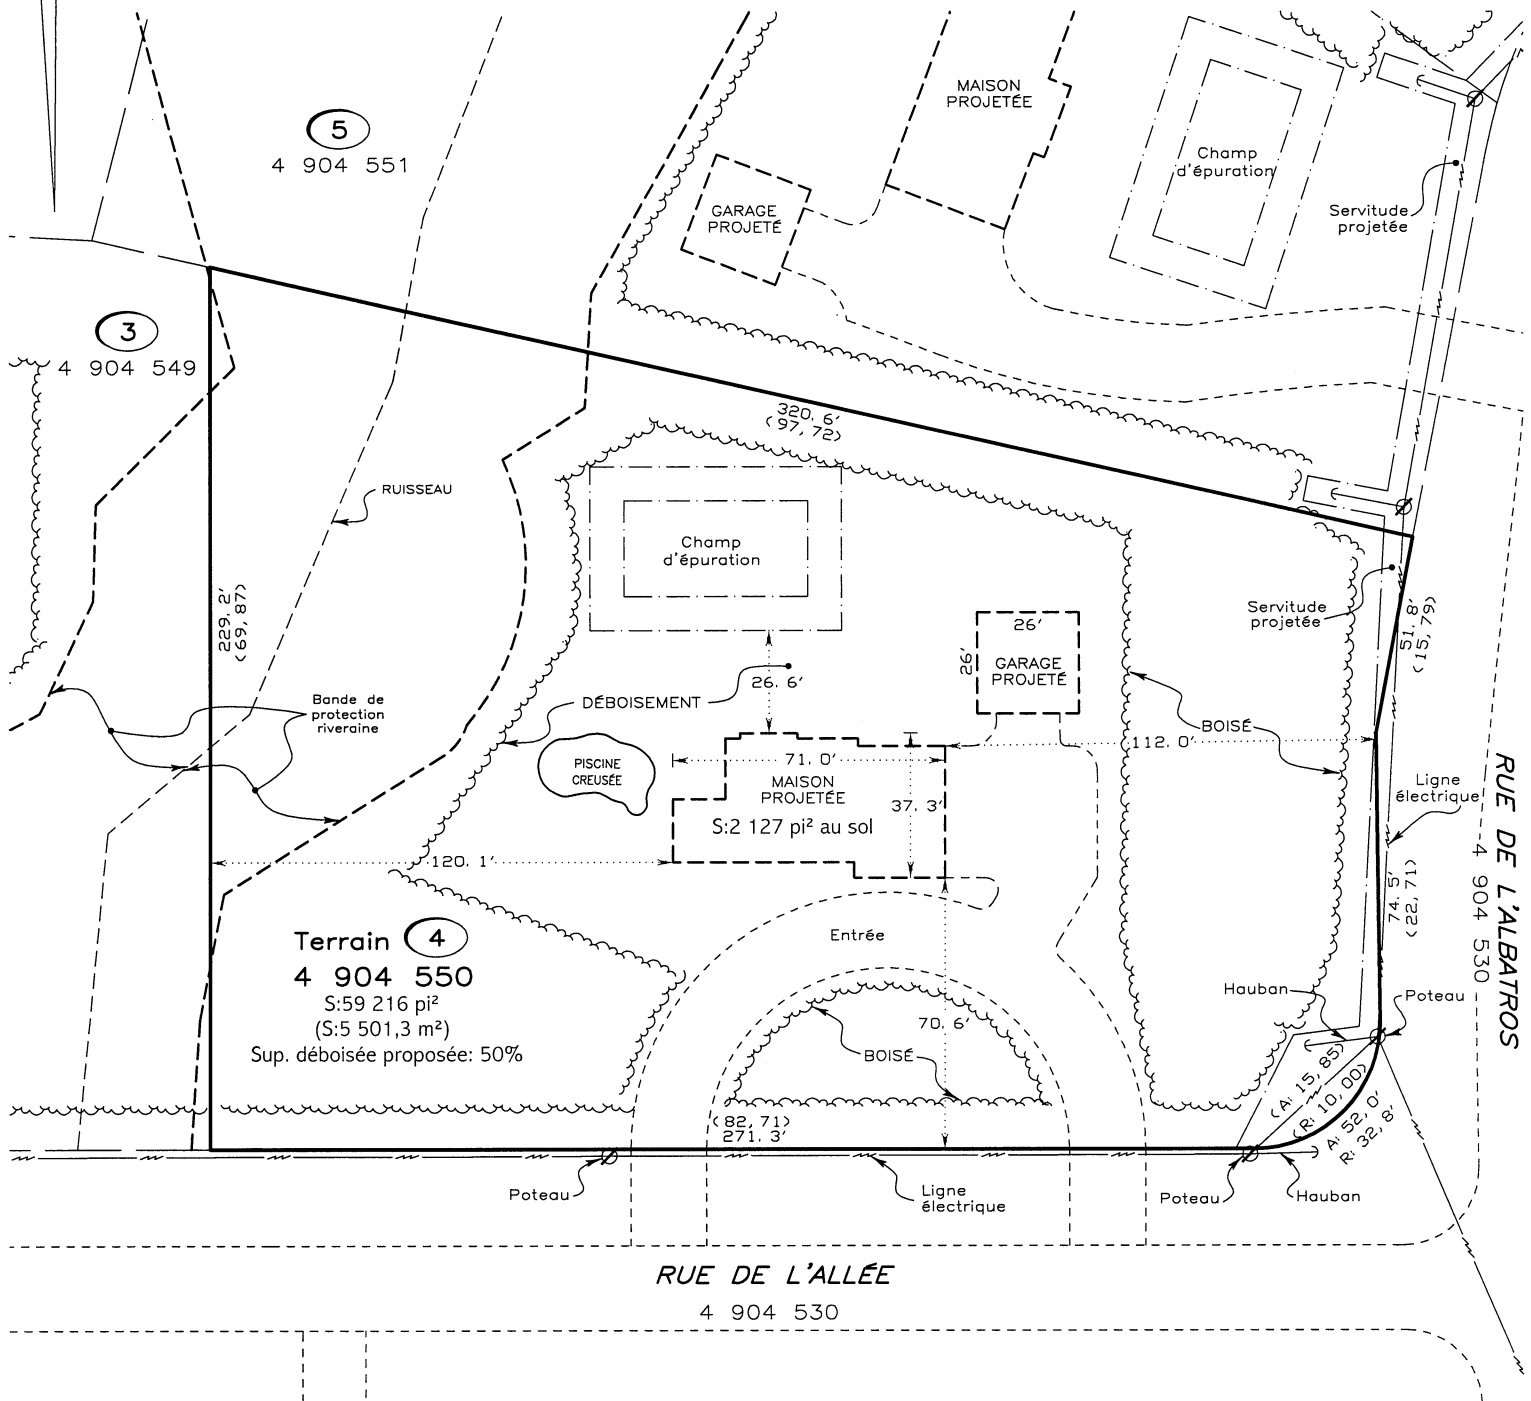 5
4 904 551
MAISON
PROJETÉE
Champ
d'épuration
GARAGE
PROJETÉ
Servitude
projetée
3
4 904 549
320. 6'
(97, 72)
RUISSEAU
Champ
d'épuration
229. 2'
(69, 87)
Servitude
projetée
51. 8'
(15, 79)
26'
26'
GARAGE
PROJETÉ
26. 6'
DÉBOISEMENT
Bande de
protection
riveraine
BOISÉ
112. 0'
PISCINE
CREUSÉE
71. 0'
MAISON
PROJETÉE
S:2 127 pi² au sol
37. 3'
Ligne
électrique
RUE DE L'ALBATROS
4 904 530
120. 1'
74. 5'
(22, 71)
Terrain 4
4 904 550
S:59 216 pi²
(S:5 501,3 m²)
Sup. déboisée proposée: 50%
Entrée
Hauban
Poteau
70. 6'
BOISÉ
(A: 15, 85)
(R: 10, 00)
A: 52, 0'
R: 32, 8'
(82, 71)
271. 3'
Poteau
Ligne
électrique
Poteau
Hauban
RUE DE L'ALLÉE
4 904 530